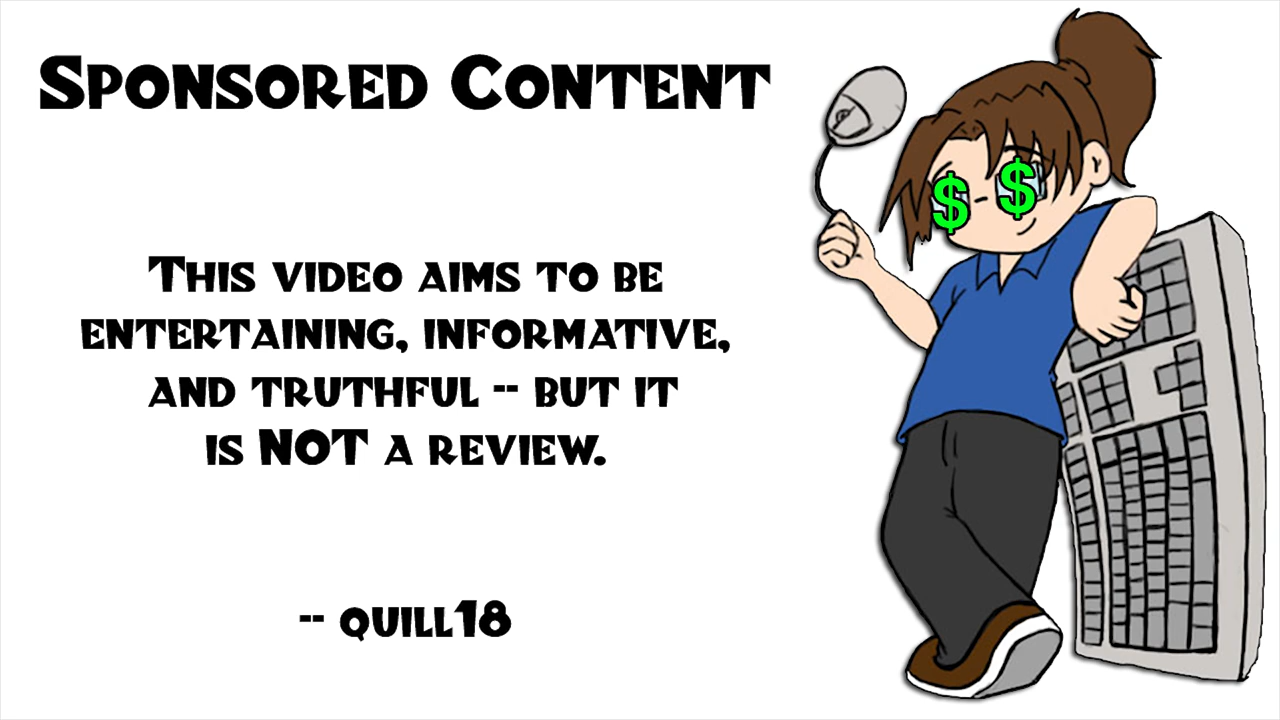 Sponsored Content
This video aims to be
entertaining, informative,
and truthful -- but it
is NOT a review.
-- quill18
$ $